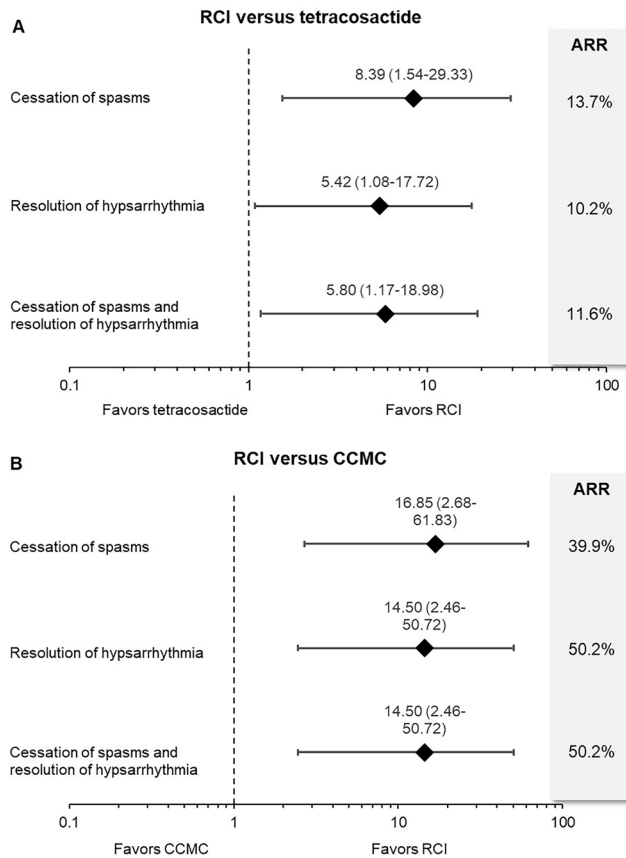 A
RCI versus tetracosactide
ARR
8.39 (1.54-29.33)
Cessation of spasms
13.7%
5.42 (1.08-17.72)
Resolution of hypsarrhythmia
10.2%
5.80 (1.17-18.98)
Cessation of spasms and
resolution of hypsarrhythmia
11.6%
0.1 1 10 100
Favors tetracosactide Favors RCI
B
RCI versus CCMC
ARR
16.85 (2.68-
61.83)
Cessation of spasms
39.9%
14.50 (2.46-
50.72)
Resolution of hypsarrhythmia
50.2%
14.50 (2.46-
50.72)
Cessation of spasms and
resolution of hypsarrhythmia
50.2%
0.1 1 10 100
Favors CCMC Favors RCI